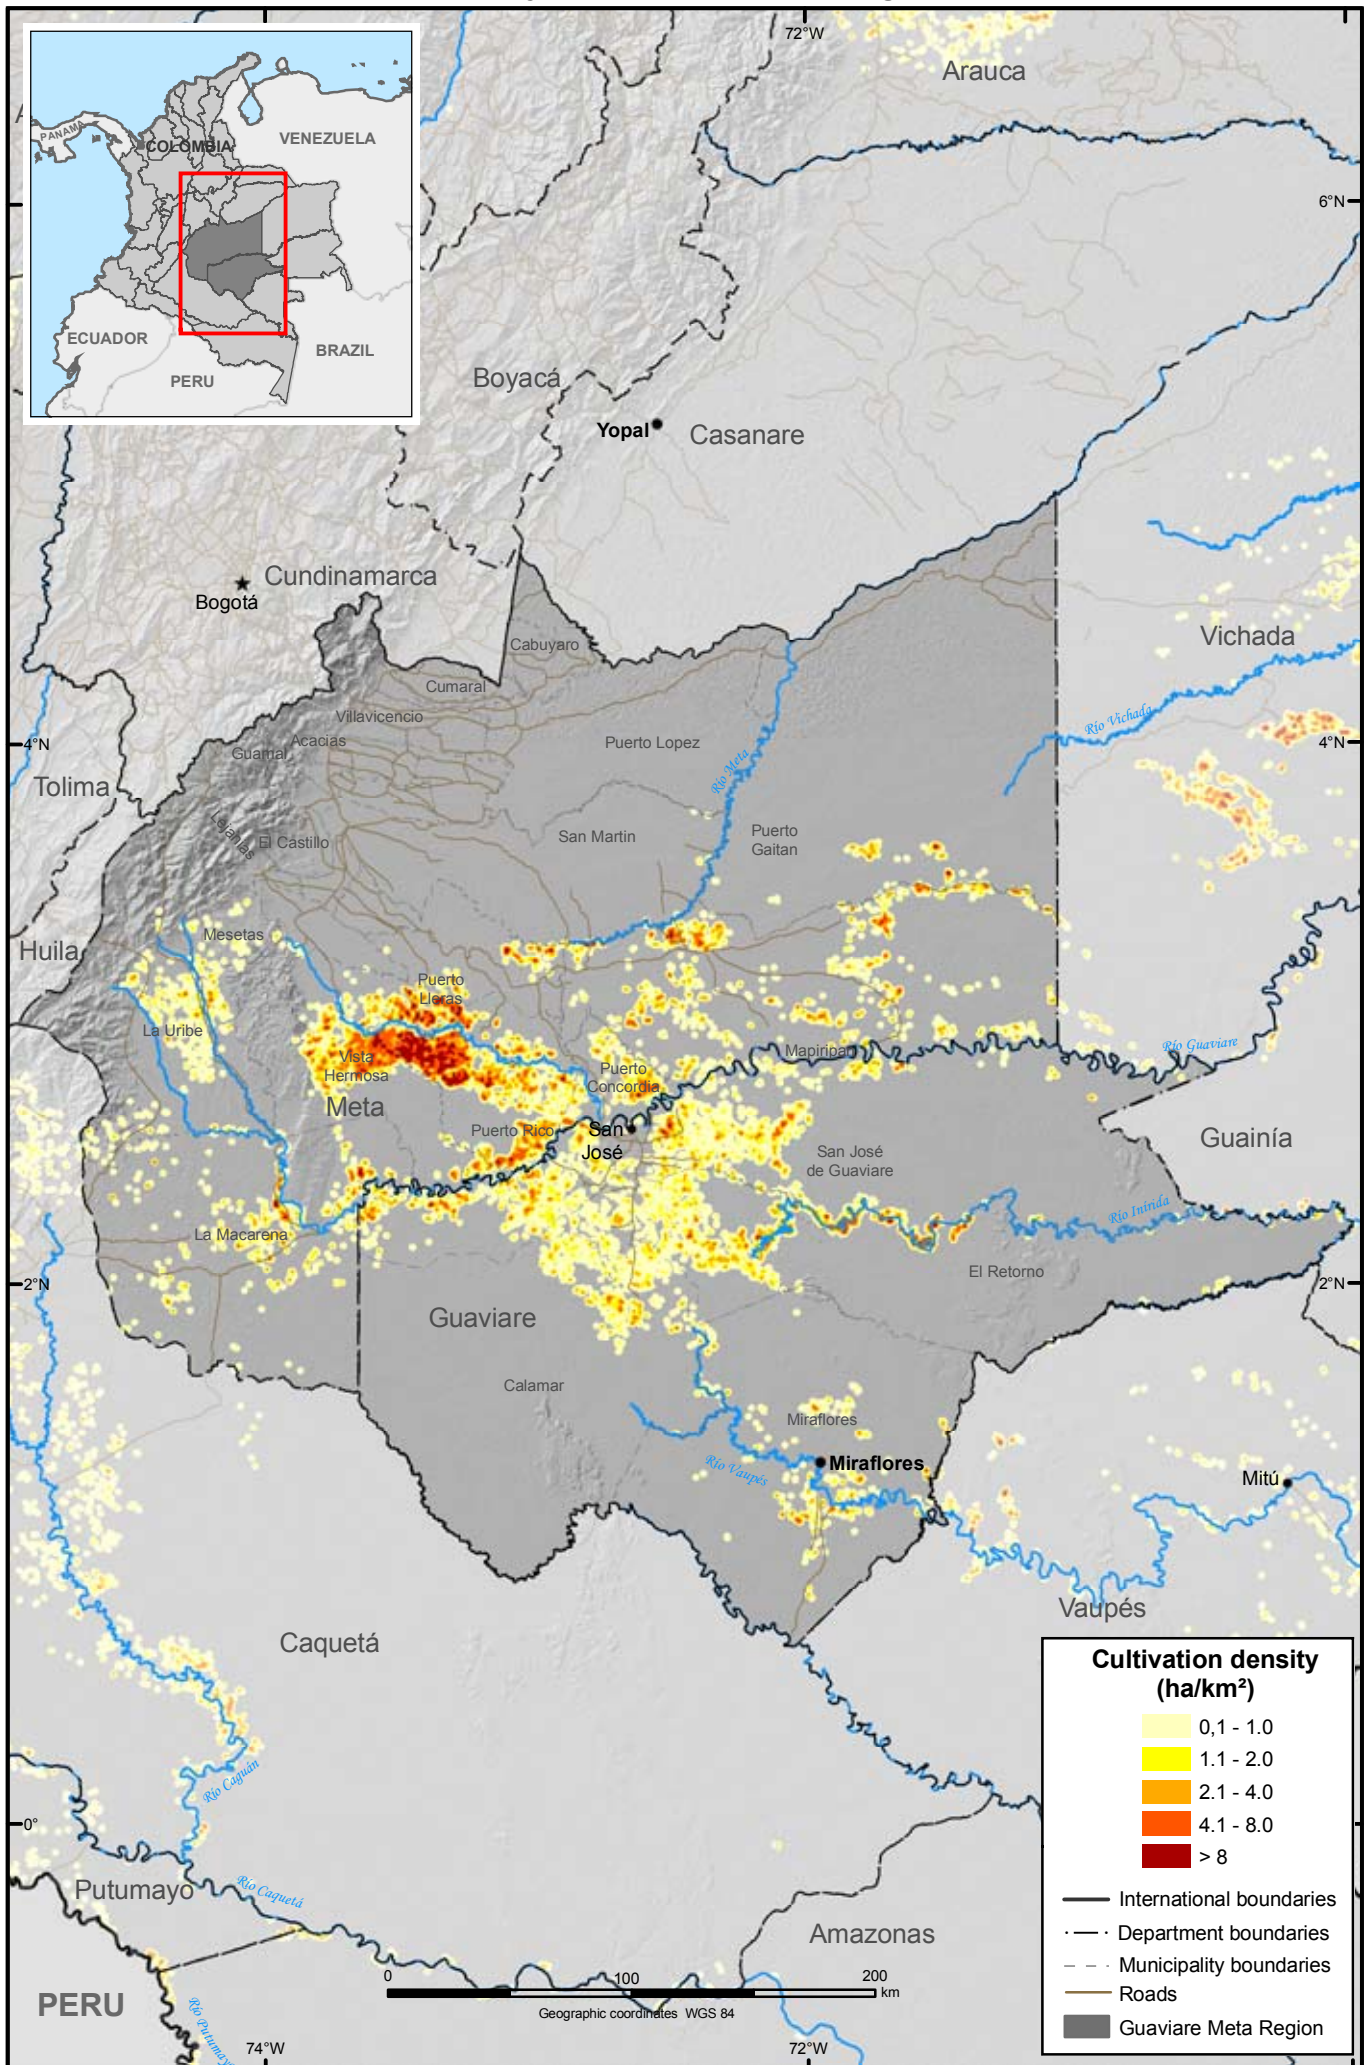 72°W
Arauca
PANAMA
COLOMBIA
VENEZUELA
ECUADOR
PERU
BRAZIL
6°N
Boyacá
Yopal
Casanare
Cundinamarca
Bogotá
Cabuyaro
Vichada
Cumaral
Villavicencio
Río Vichada
4°N
Acacias
Guamal
Puerto Lopez
4°N
Río Meta
Tolima
Lejanías
El Castillo
San Martin
Puerto
Gaitan
Mesetas
Huila
Puerto
Lleras
La Uribe
Vista
Hermosa
Mapiripan
Río Guaviare
Puerto
Concordia
Meta
Puerto Rico
San
José
San José
de Guaviare
Guainía
Río Inírida
La Macarena
El Retorno
2°N
2°N
Guaviare
Calamar
Miraflores
Miraflores
Río Vaupés
Mitú
Vaupés
Caquetá
Cultivation density
(ha/km²)
0,1 - 1.0
1.1 - 2.0
2.1 - 4.0
4.1 - 8.0
> 8
International boundaries
Department boundaries
Municipality boundaries
Roads
Guaviare Meta Region
Río Caguán
0°
Putumayo
Río Caquetá
Amazonas
0 100 200
km
Geographic coordinates WGS 84
PERU
Río Putumayo
74°W
72°W